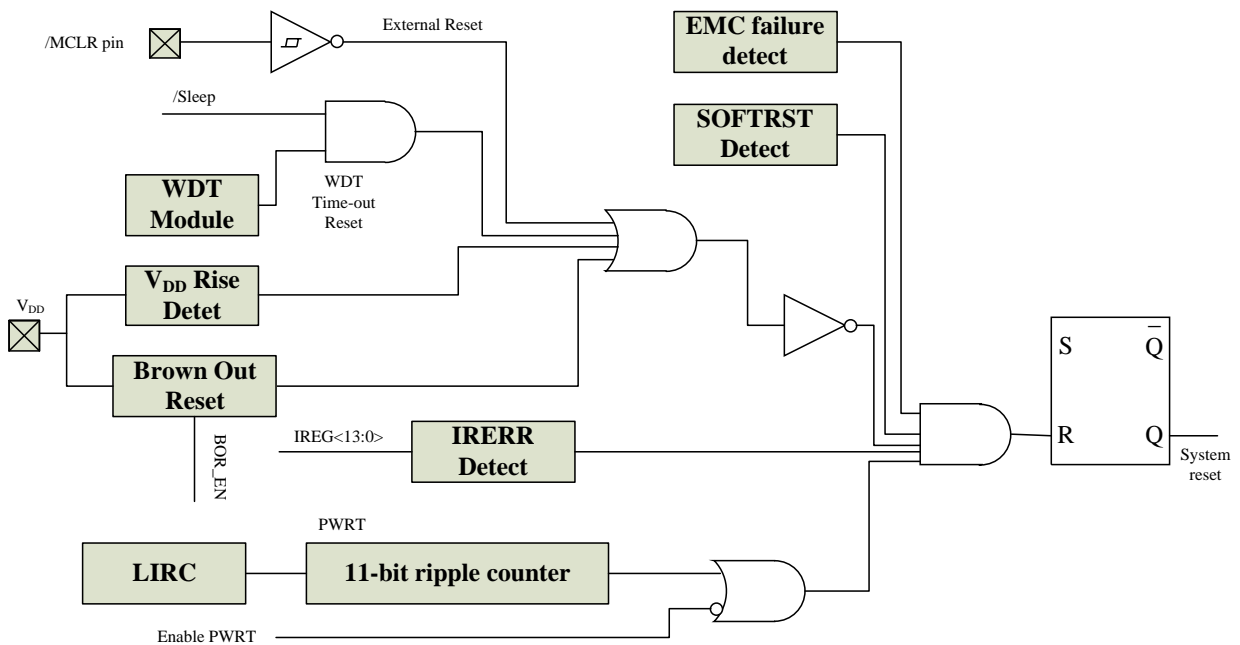 /MCLR pin
External Reset
EMC failure
detect
/Sleep
SOFTRST
Detect
WDT
Module
WDT
Time-out
Reset
VDD
VDD Rise
Detet
Brown Out
Reset
BOR_EN
IREG<13:0>
IRERR
Detect
S
Q̅
R
Q
System
reset
PWRT
LIRC
11-bit ripple counter
Enable PWRT